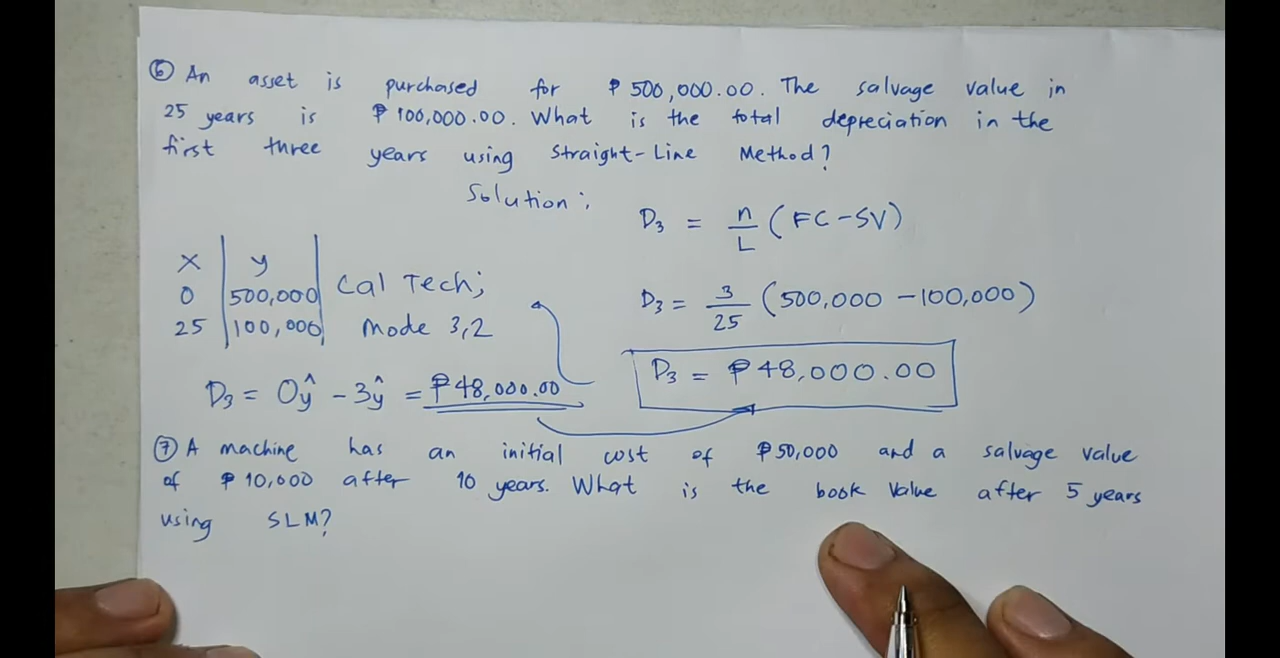 ⑥ An asset is purchased for ₱ 500,000.00. The salvage value in
25 years is ₱ 100,000.00. What is the total depreciation in the
first three years using Straight-Line Method?
Solution:
D₃ = n/L (FC-SV)
x | y |
0 | 500,000 | Cal Tech;
25 | 100,000 | Mode 3,2
D₃ = 3/25 (500,000 - 100,000)
D₃ = ₱48,000.00
D₃ = 0ŷ - 3ŷ = ₱48,000.00
⑦ A machine has an initial cost of ₱50,000 and a salvage value
of ₱ 10,000 after 10 years. What is the book value after 5 years
using SLM?